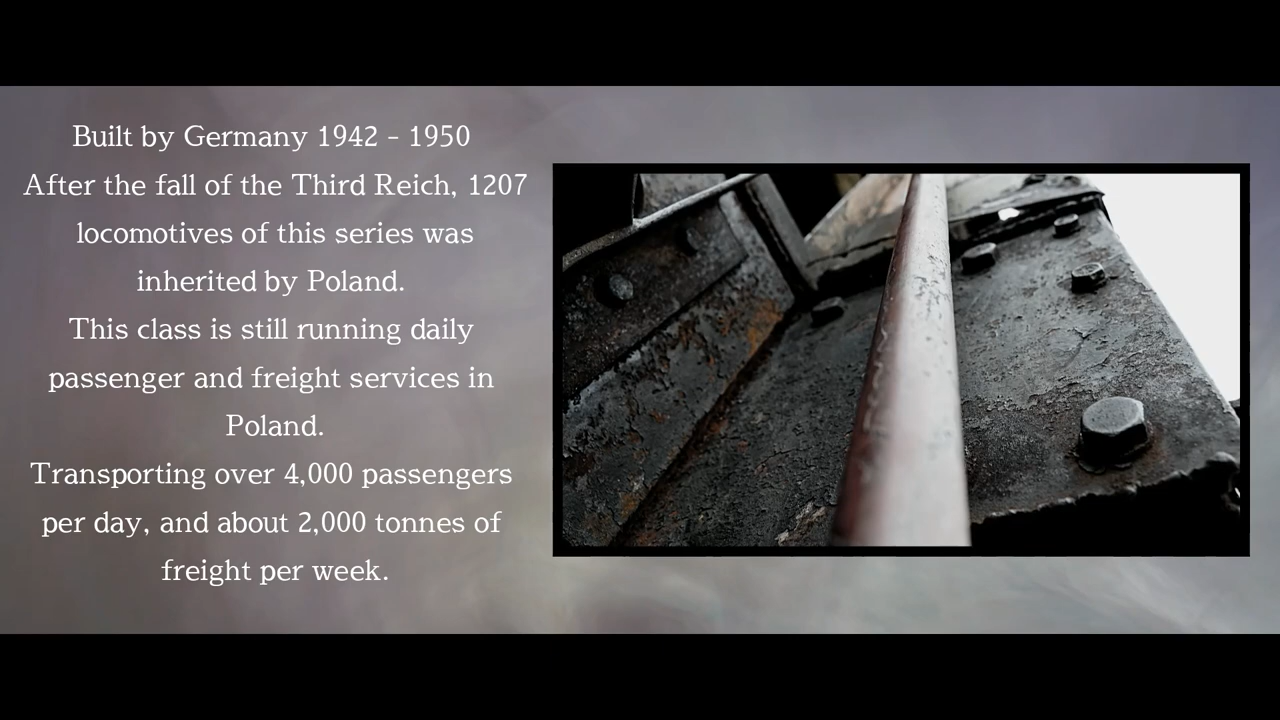 Built by Germany 1942 - 1950
After the fall of the Third Reich, 1207
locomotives of this series was
inherited by Poland.
This class is still running daily
passenger and freight services in
Poland.
Transporting over 4,000 passengers
per day, and about 2,000 tonnes of
freight per week.